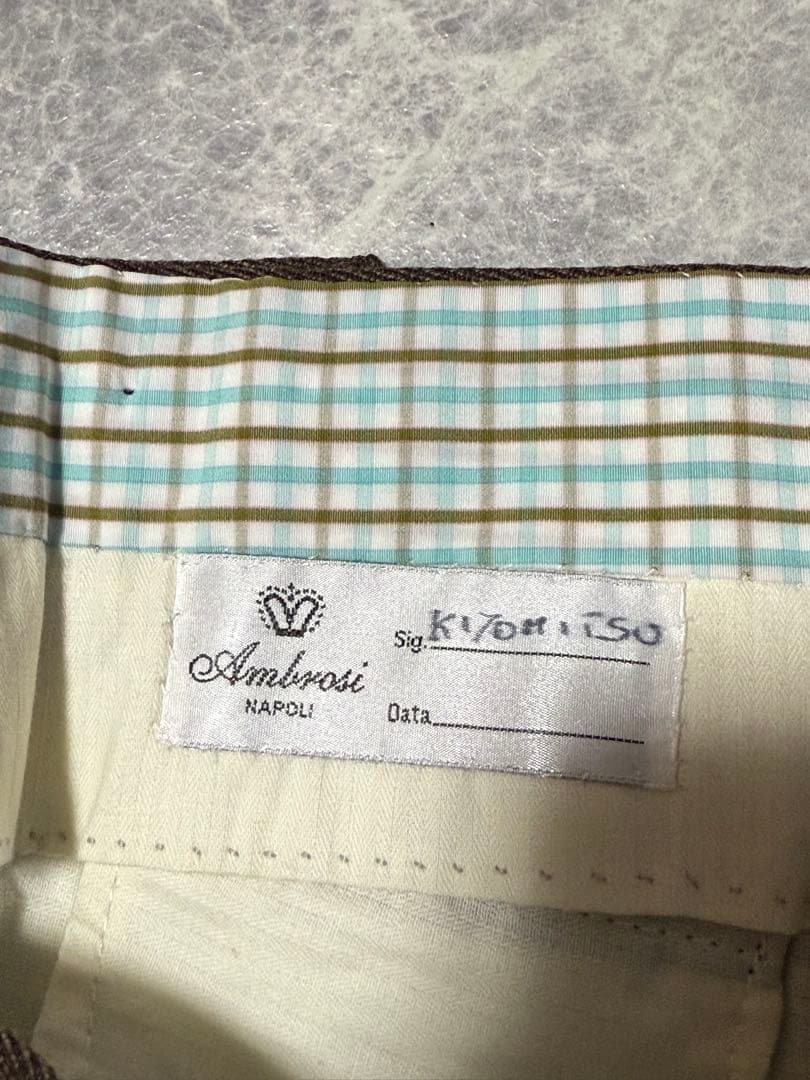 Ambrosi
NAPOLI
Sig. KIYOMITSO
Data